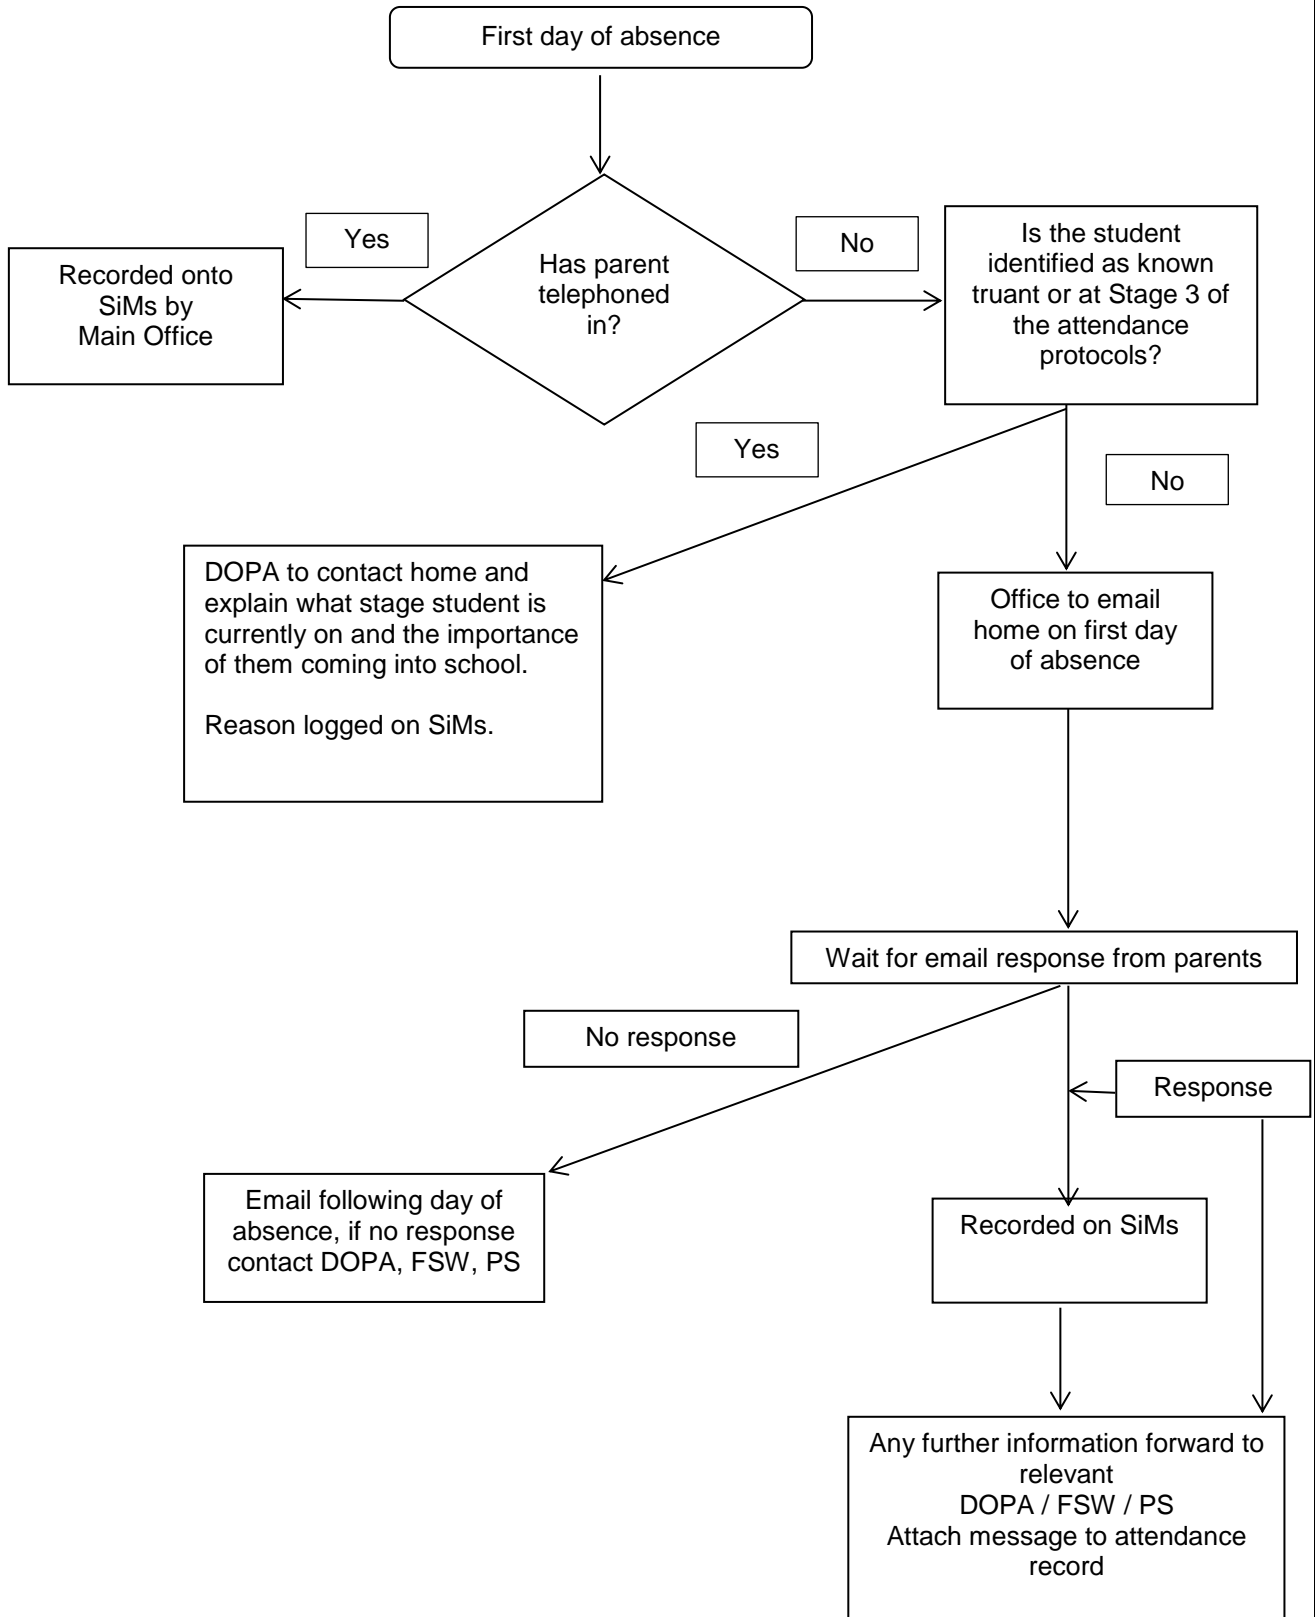 First day of absence
Yes
No
Has parent
telephoned
in?
Recorded onto
SiMs by
Main Office
Is the student
identified as known
truant or at Stage 3 of
the attendance
protocols?
Yes
No
DOPA to contact home and
explain what stage student is
currently on and the importance
of them coming into school.
Reason logged on SiMs.
Office to email
home on first day
of absence
Wait for email response from parents
No response
Response
Email following day of
absence, if no response
contact DOPA, FSW, PS
Recorded on SiMs
Any further information forward to
relevant
DOPA / FSW / PS
Attach message to attendance
record